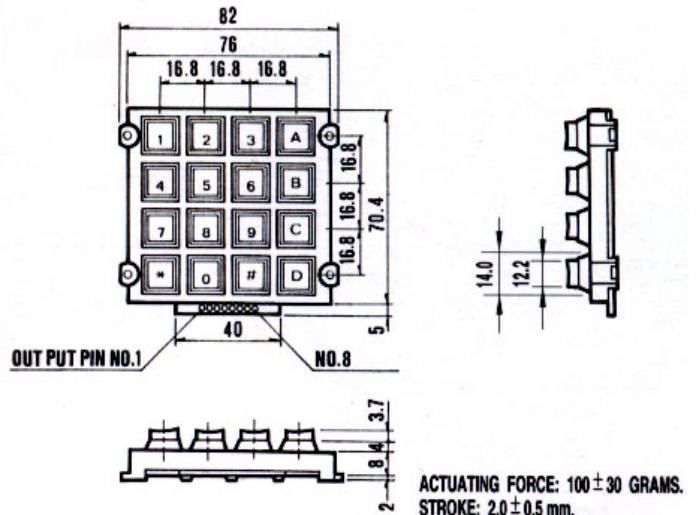 82
76
16.8 16.8 16.8
1 2 3 A
4 5 6 B
7 8 9 C
* 0 # D
16.8
16.8
16.8
70.4
5
40
OUT PUT PIN NO.1
NO.8
14.0
12.2
3.7
4
8
2
ACTUATING FORCE: 100±30 GRAMS.
STROKE: 2.0±0.5 mm.